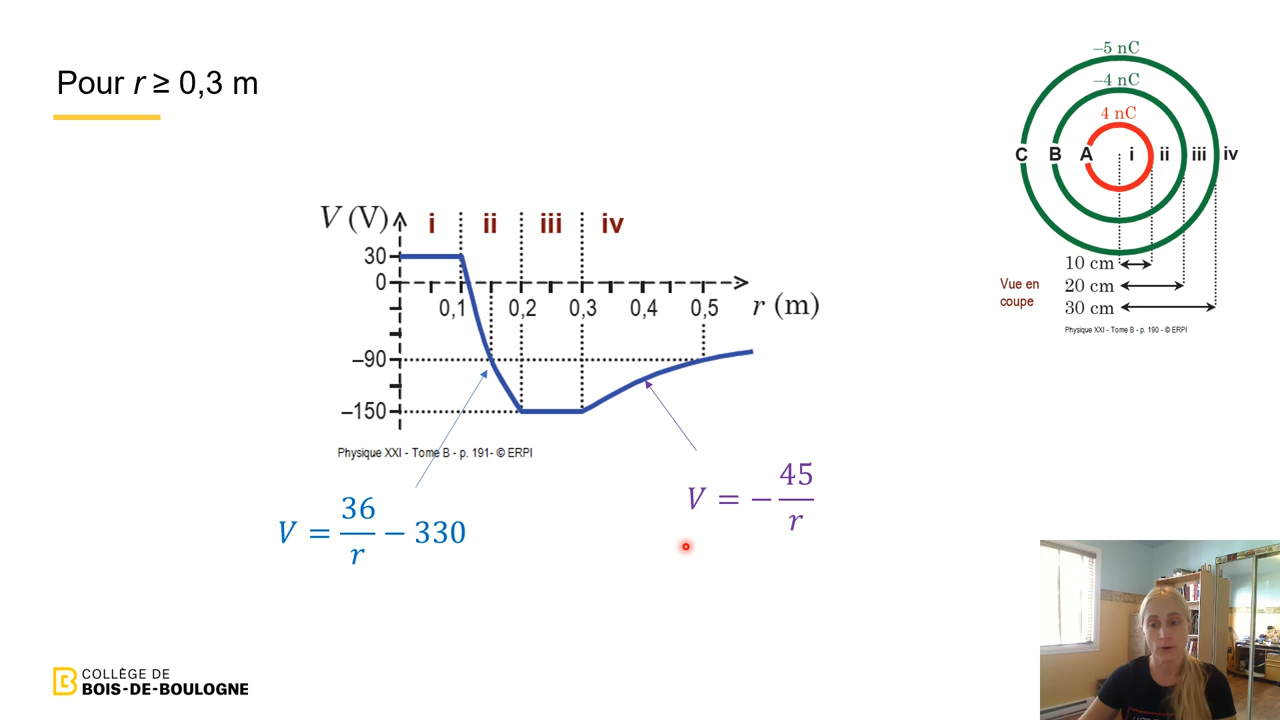 Pour r ≥ 0,3 m
–5 nC
–4 nC
4 nC
C B A i ii iii iv
10 cm
20 cm
30 cm
Vue en
coupe
Physique XXI - Tome B - p. 190 - © ERPI
V (V)
i ii iii iv
30
0
0,1 0,2 0,3 0,4 0,5 r (m)
–90
–150
Physique XXI - Tome B - p. 191- © ERPI
V = 36/r − 330
V = − 45/r
COLLÈGE DE
BOIS-DE-BOULOGNE